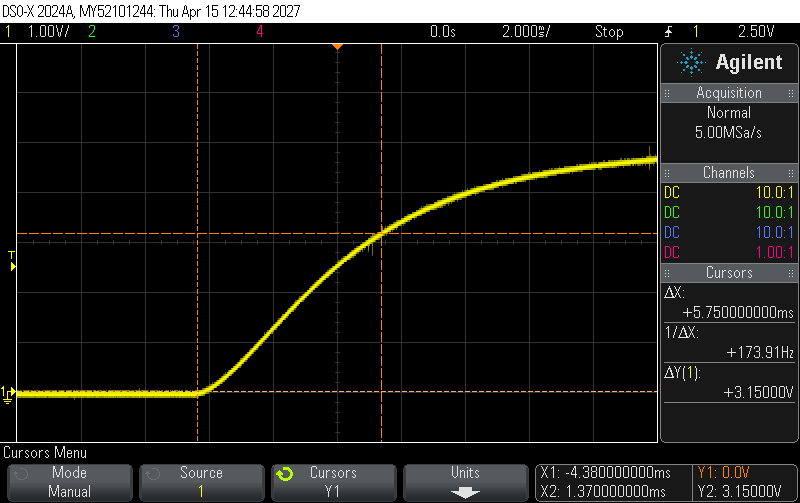 DSO-X 2024A, MY52101244: Thu Apr 15 12:44:58 2027
1 1.00V/ 2 3 4 0.0s 2.000ms/ Stop 1 2.50V
Agilent
Acquisition
Normal
5.00MSa/s
Channels
DC 10.0:1
DC 10.0:1
DC 10.0:1
DC 1.00:1
Cursors
ΔX:
+5.750000000ms
1/ΔX:
+173.91Hz
ΔY(1):
+3.15000V
T
1
Cursors Menu
Mode
Manual
Source
1
Cursors
Y1
Units
X1: -4.380000000ms
X2: 1.370000000ms
Y1: 0.0V
Y2: 3.15000V